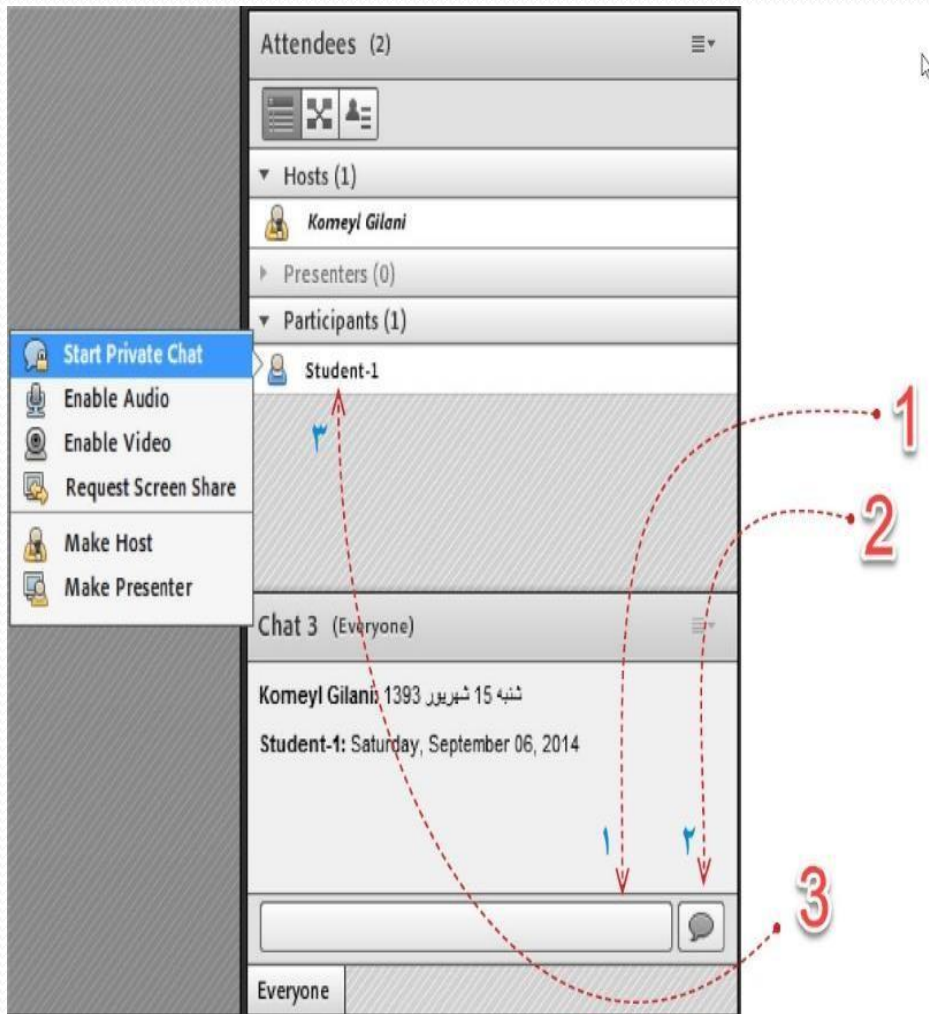 Attendees (2)
Hosts (1)
Komeyl Gilani
Presenters (0)
Participants (1)
Student-1
Start Private Chat
Enable Audio
Enable Video
Request Screen Share
Make Host
Make Presenter
۳
1
2
Chat 3 (Everyone)
Komeyl Gilani: شنبه 15 شهریور 1393
Student-1: Saturday, September 06, 2014
۱ ۲
3
Everyone